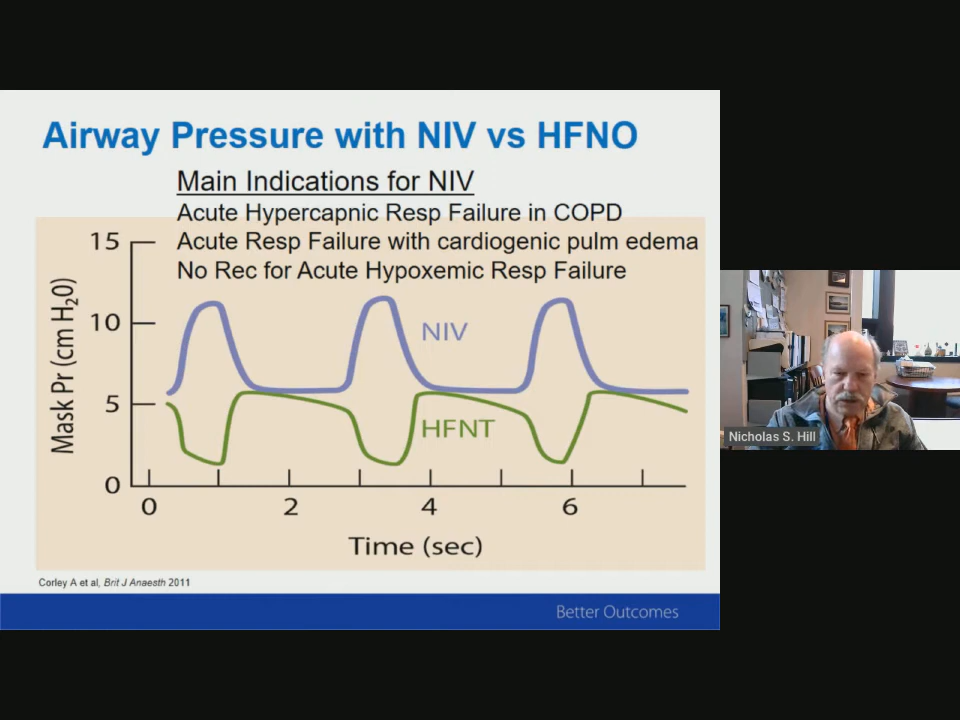 Airway Pressure with NIV vs HFNO
Main Indications for NIV
Acute Hypercapnic Resp Failure in COPD
Acute Resp Failure with cardiogenic pulm edema
No Rec for Acute Hypoxemic Resp Failure
15
10
5
0
Mask Pr (cm H₂0)
NIV
HFNT
0
2
4
6
Time (sec)
Corley A et al, Brit J Anaesth 2011
Better Outcomes
Nicholas S. Hill